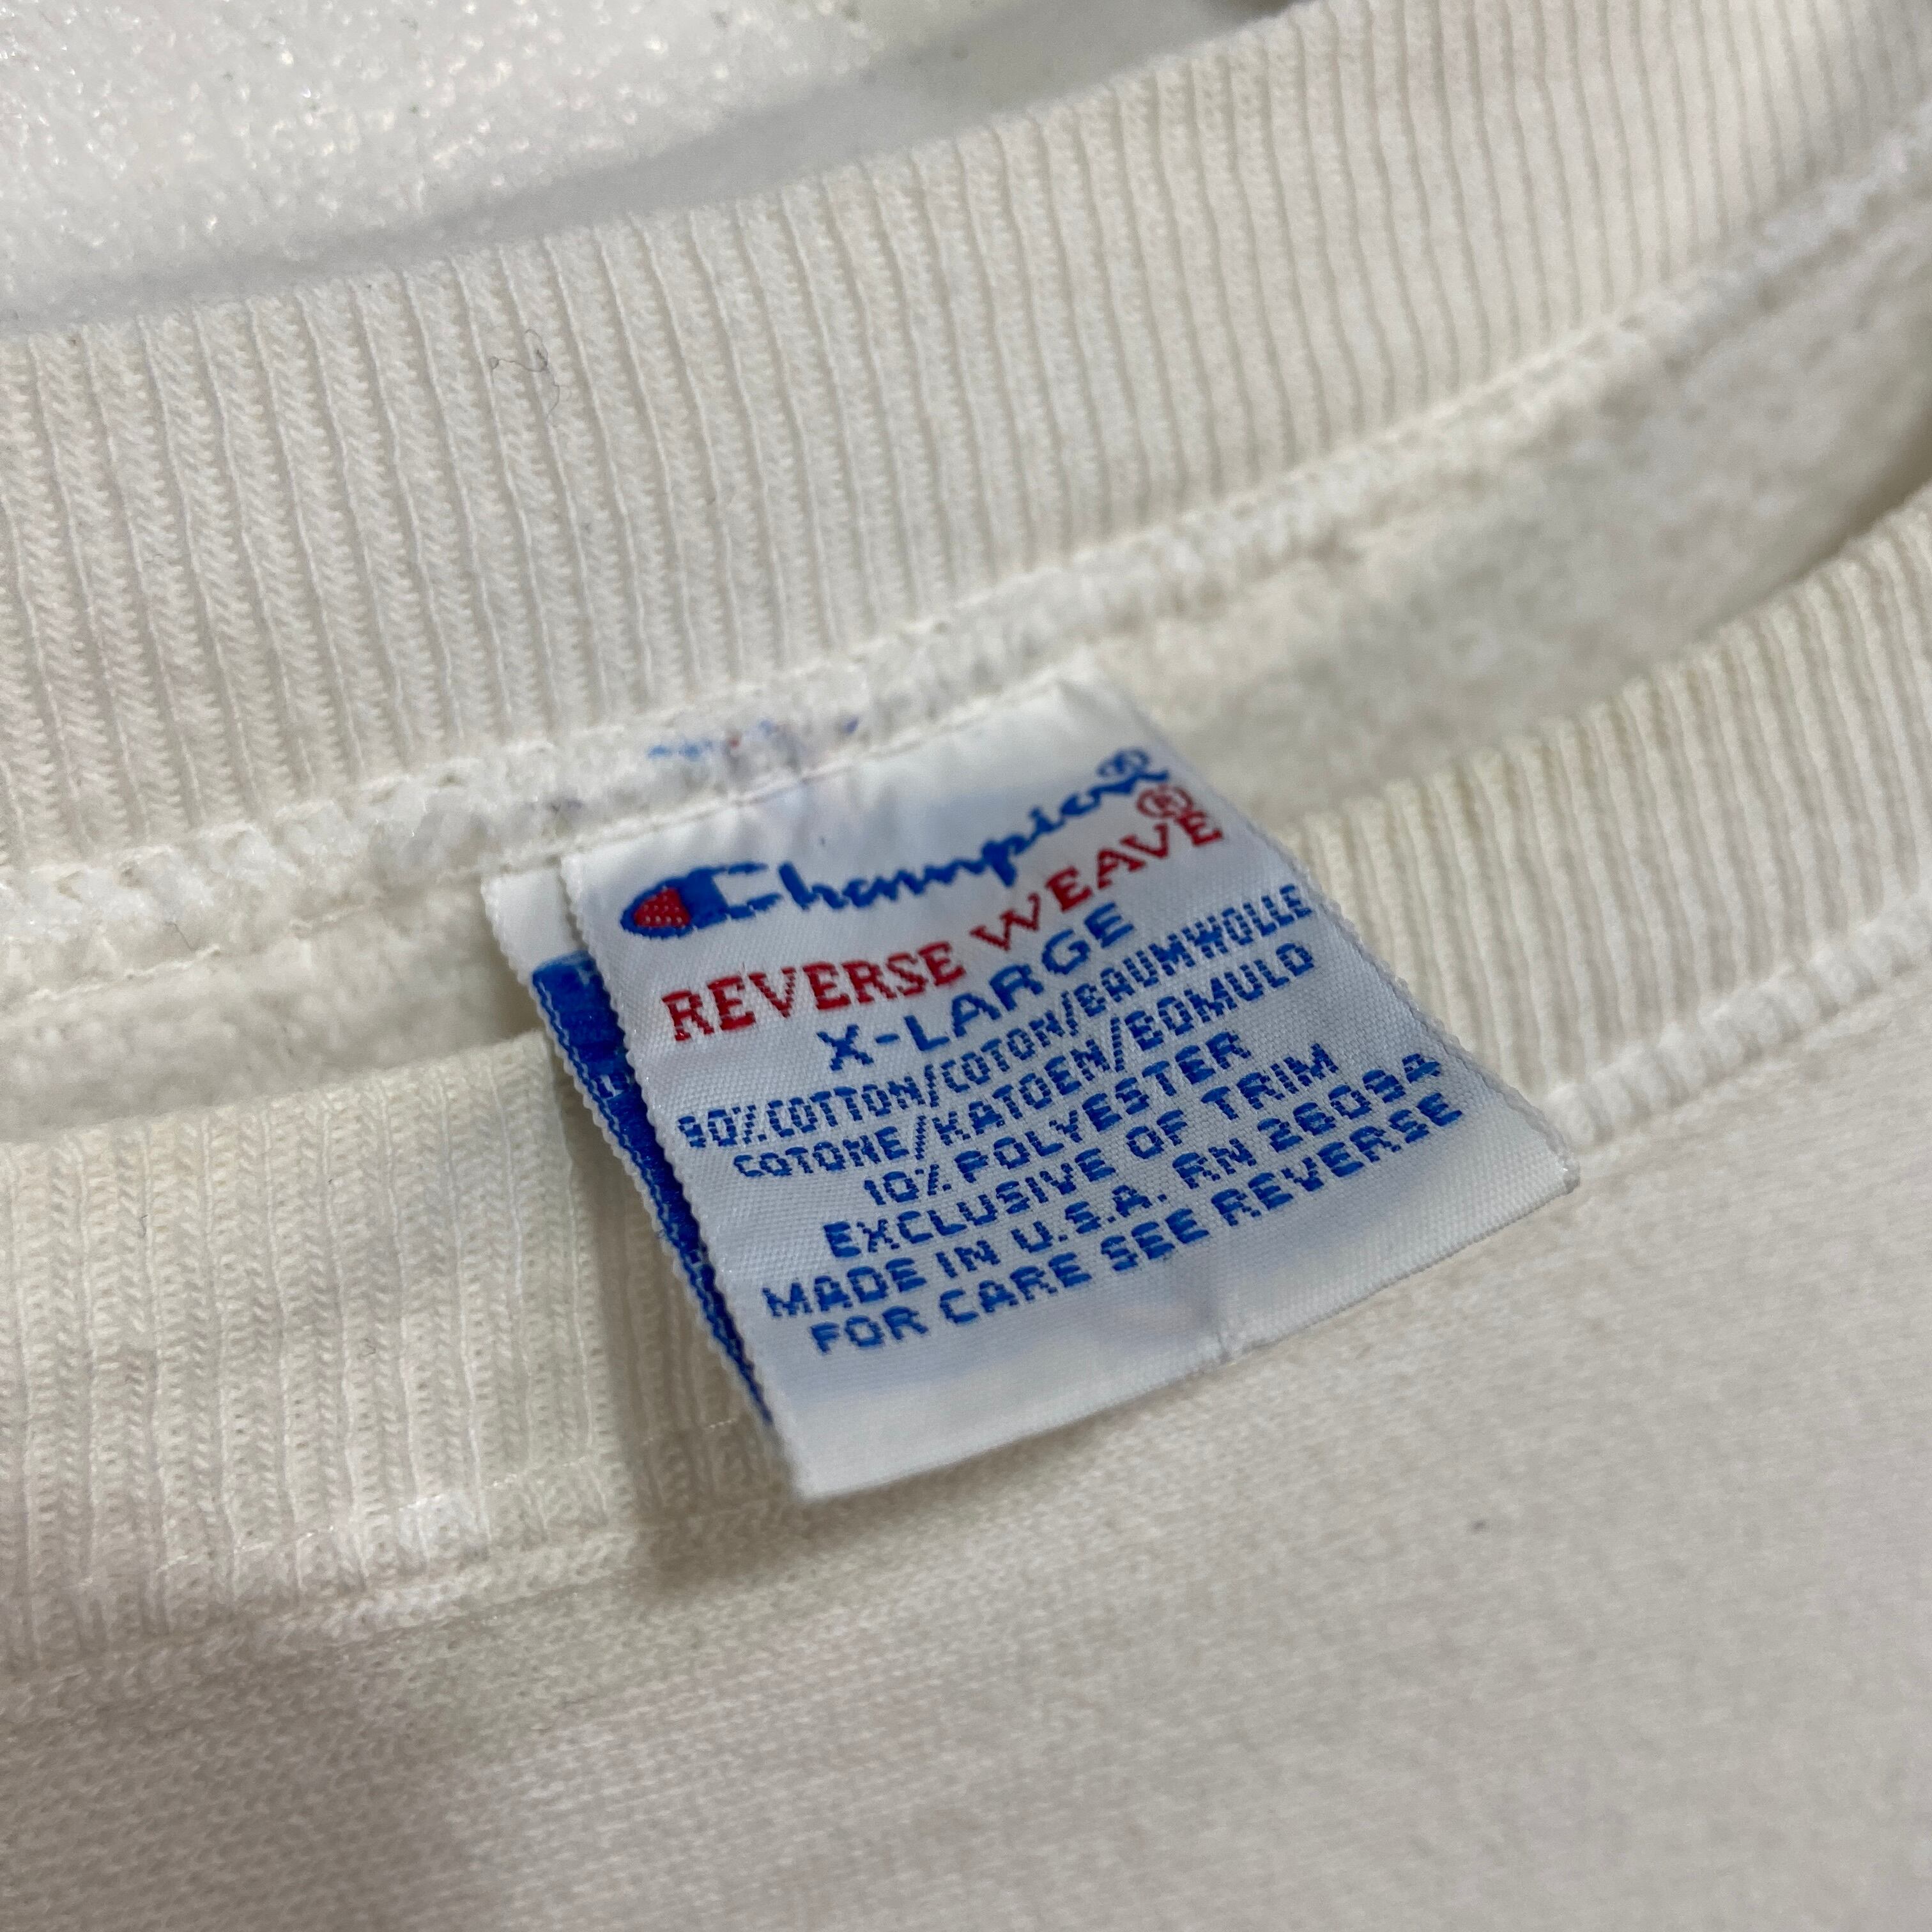 Champion®
REVERSE WEAVE®
X-LARGE
90%COTTON/COTON/BAUMWOLLE
COTONE/KATOEN/BOMULD
10% POLYESTER
EXCLUSIVE OF TRIM
MADE IN U.S.A. RN 26094
FOR CARE SEE REVERSE